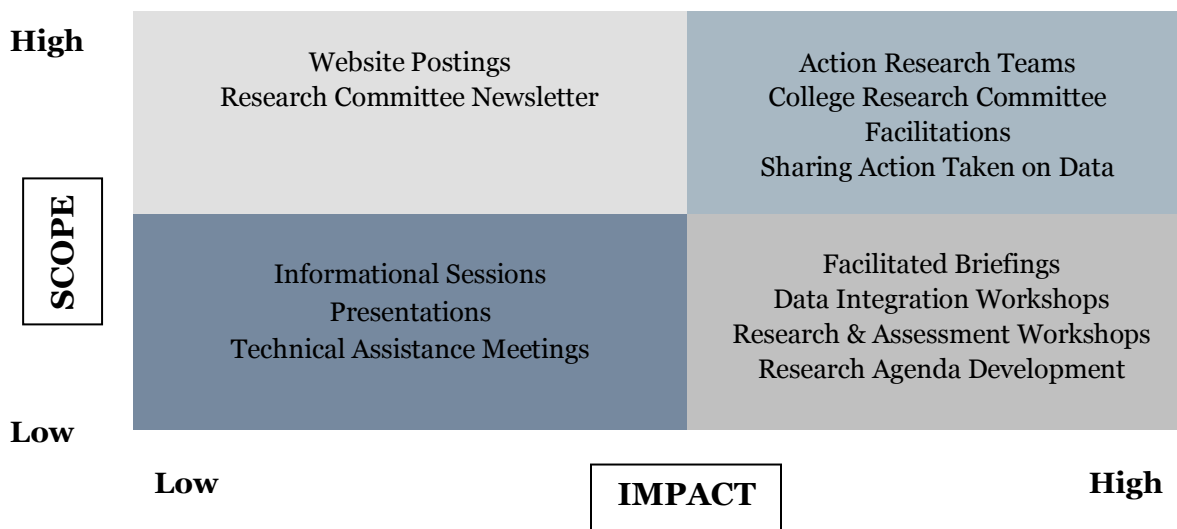 High
Website Postings
Research Committee Newsletter
Action Research Teams
College Research Committee
Facilitations
Sharing Action Taken on Data
SCOPE
Informational Sessions
Presentations
Technical Assistance Meetings
Facilitated Briefings
Data Integration Workshops
Research & Assessment Workshops
Research Agenda Development
Low
Low
IMPACT
High